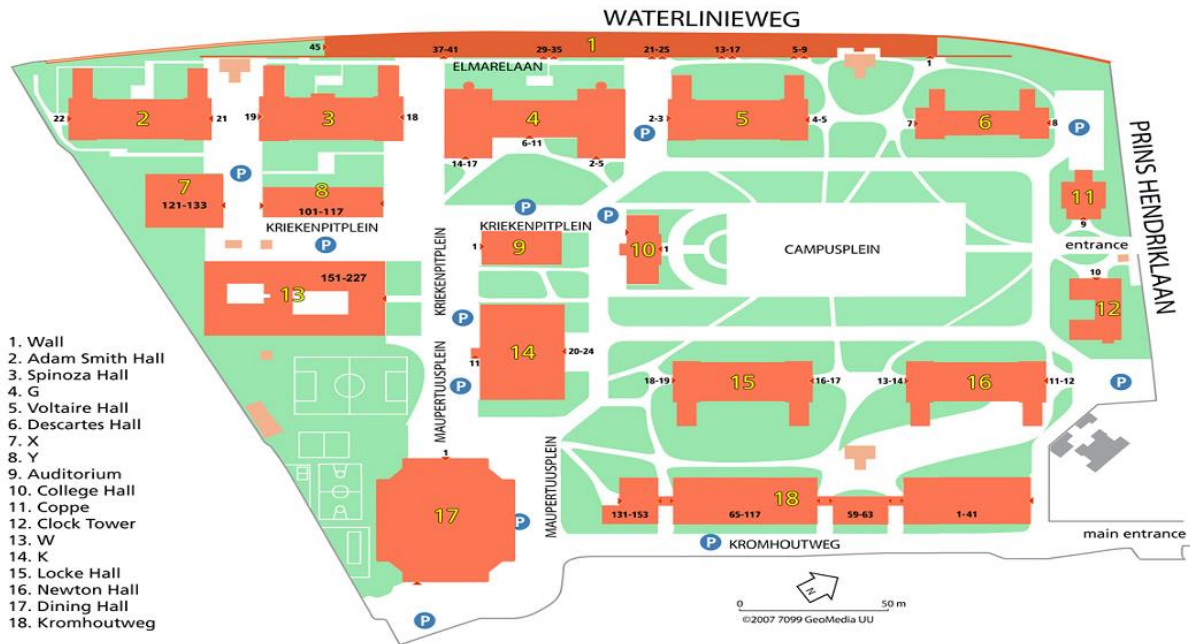 WATERLINIEWEG
45
37-41
29-35
1
21-25
13-17
5-9
1
ELMARELAAN
22
2
21
19
3
18
4
6-11
14-17
2-5
2-3
P
5
4-5
7
6
8
P
PRINS HENDRIKLAAN
7
121-133
P
8
101-117
KRIEKENPITPLEIN
P
P
KRIEKENPITPLEIN
1
9
P
10
1
CAMPUSPLEIN
11
9
entrance
10
12
151-227
13
KRIEKENPITPLEIN
P
14
11
20-24
P
MAUPERTUUSPLEIN
18-19
15
16-17
13-14
16
11-12
P
1. Wall
2. Adam Smith Hall
3. Spinoza Hall
4. G
5. Voltaire Hall
6. Descartes Hall
7. X
8. Y
9. Auditorium
10. College Hall
11. Coppe
12. Clock Tower
13. W
14. K
15. Locke Hall
16. Newton Hall
17. Dining Hall
18. Kromhoutweg
1
17
P
MAUPERTUUSPLEIN
131-153
65-117
18
59-63
1-41
P
KROMHOUTWEG
main entrance
P
N
0
50 m
©2007 7099 GeoMedia UU